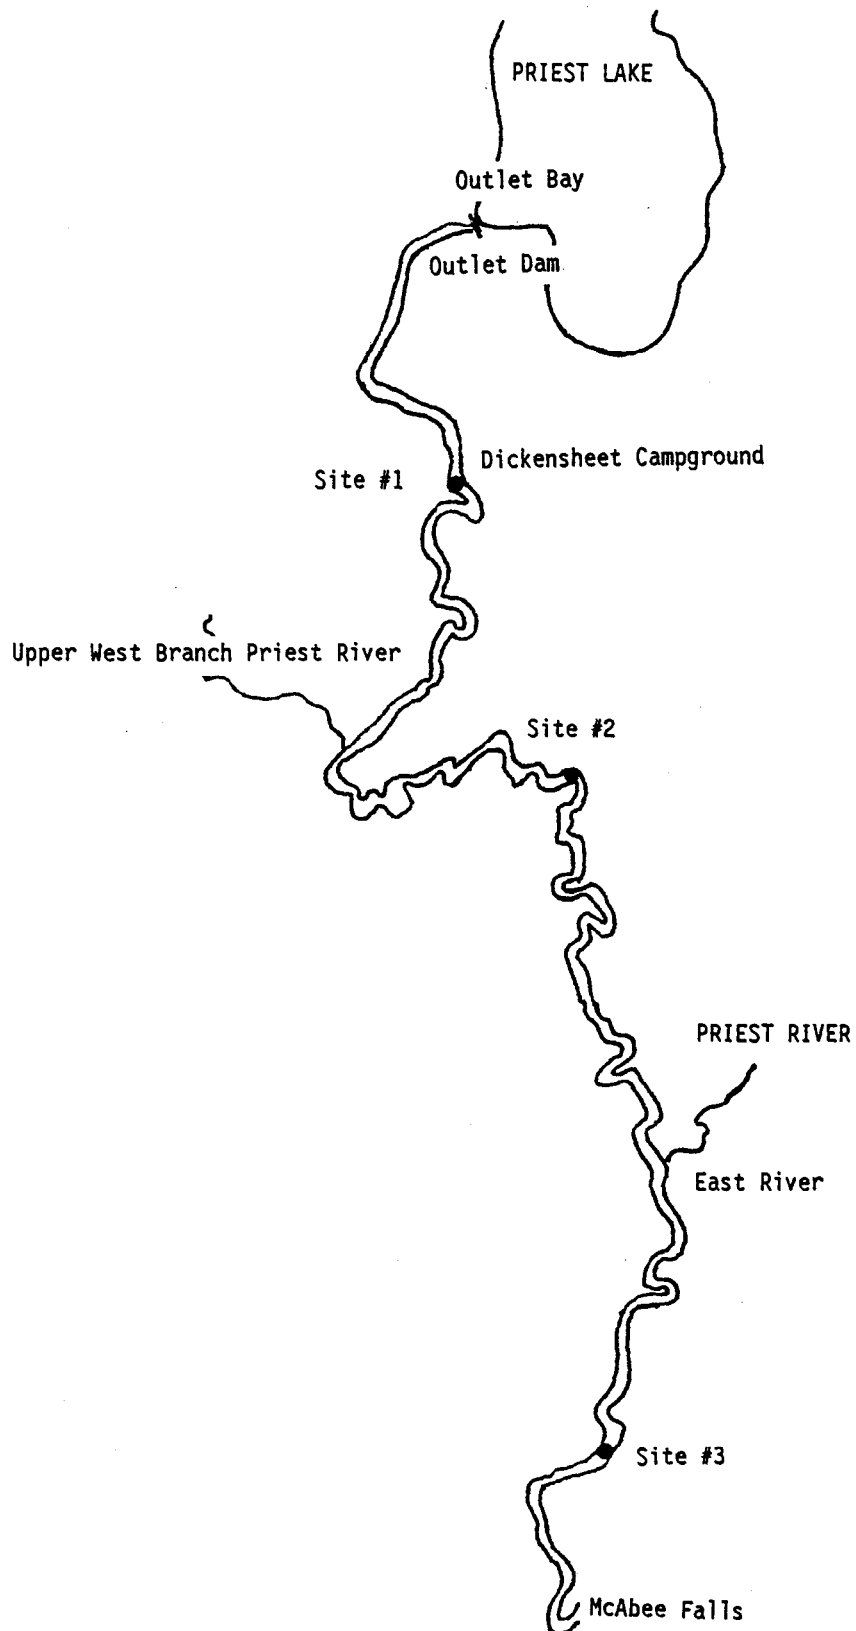 PRIEST LAKE
Outlet Bay
Outlet Dam
Dickensheet Campground
Site #1
Upper West Branch Priest River
Site #2
PRIEST RIVER
East River
Site #3
McAbee Falls